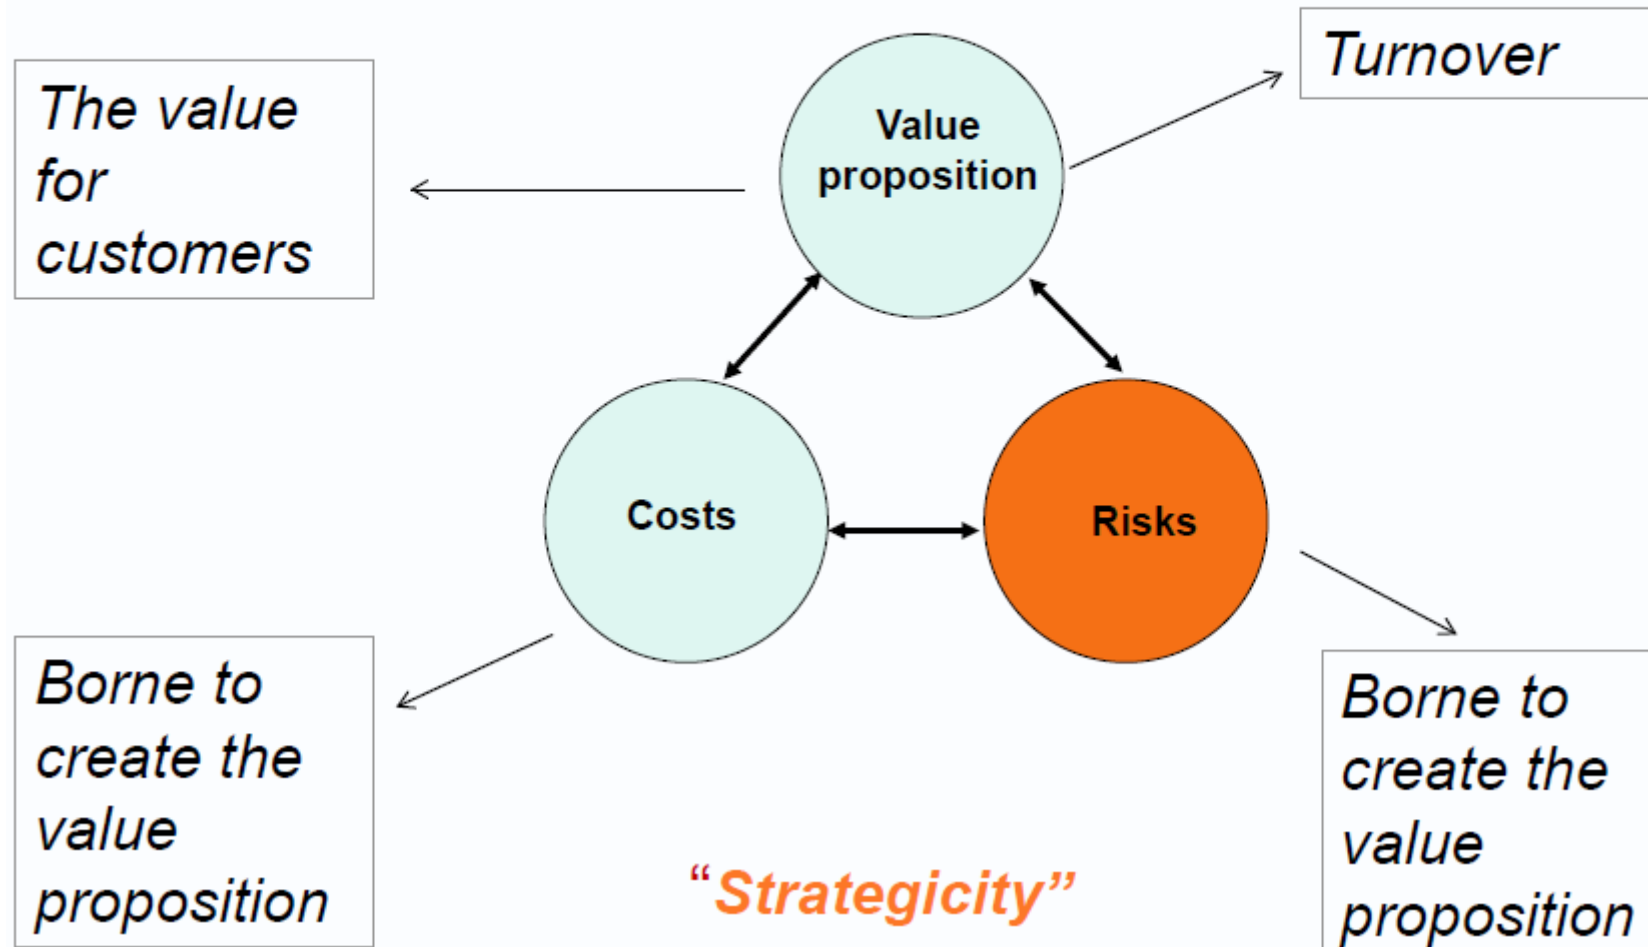 The value
for
customers
Value
proposition
Turnover
Costs
Risks
Borne to
create the
value
proposition
Borne to
create the
value
proposition
“Strategicity”